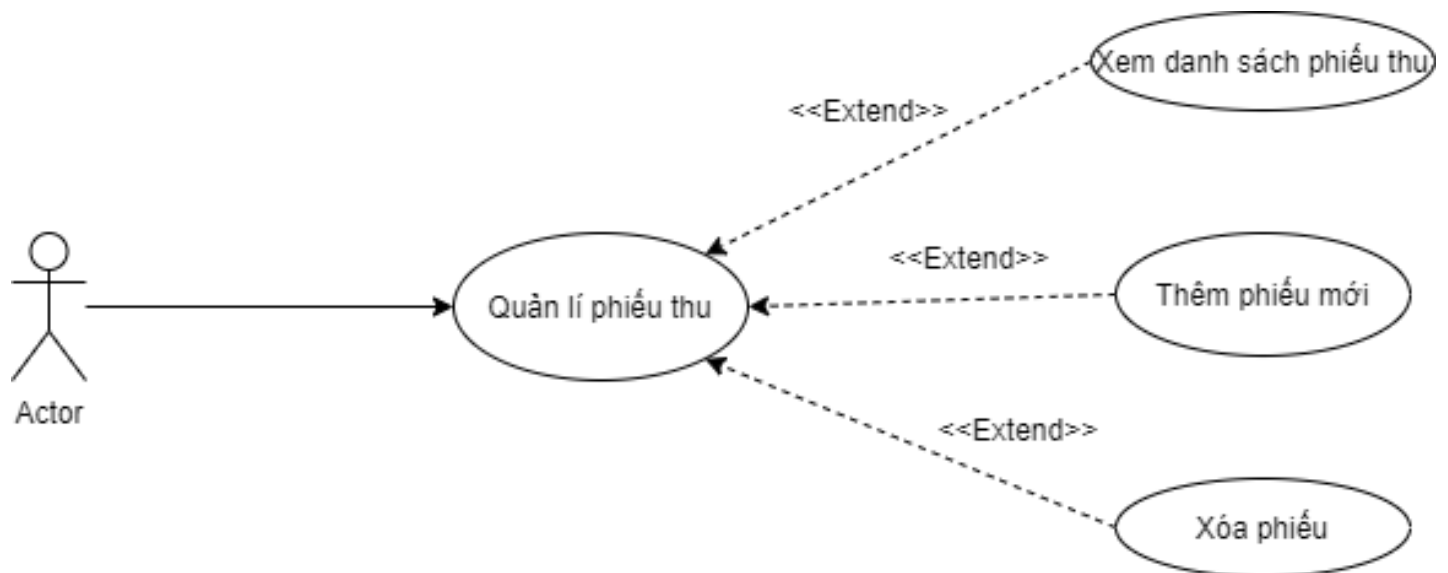 Xem danh sách phiếu thu
<<Extend>>
<<Extend>>
Quản lí phiếu thu
Thêm phiếu mới
Actor
<<Extend>>
Xóa phiếu